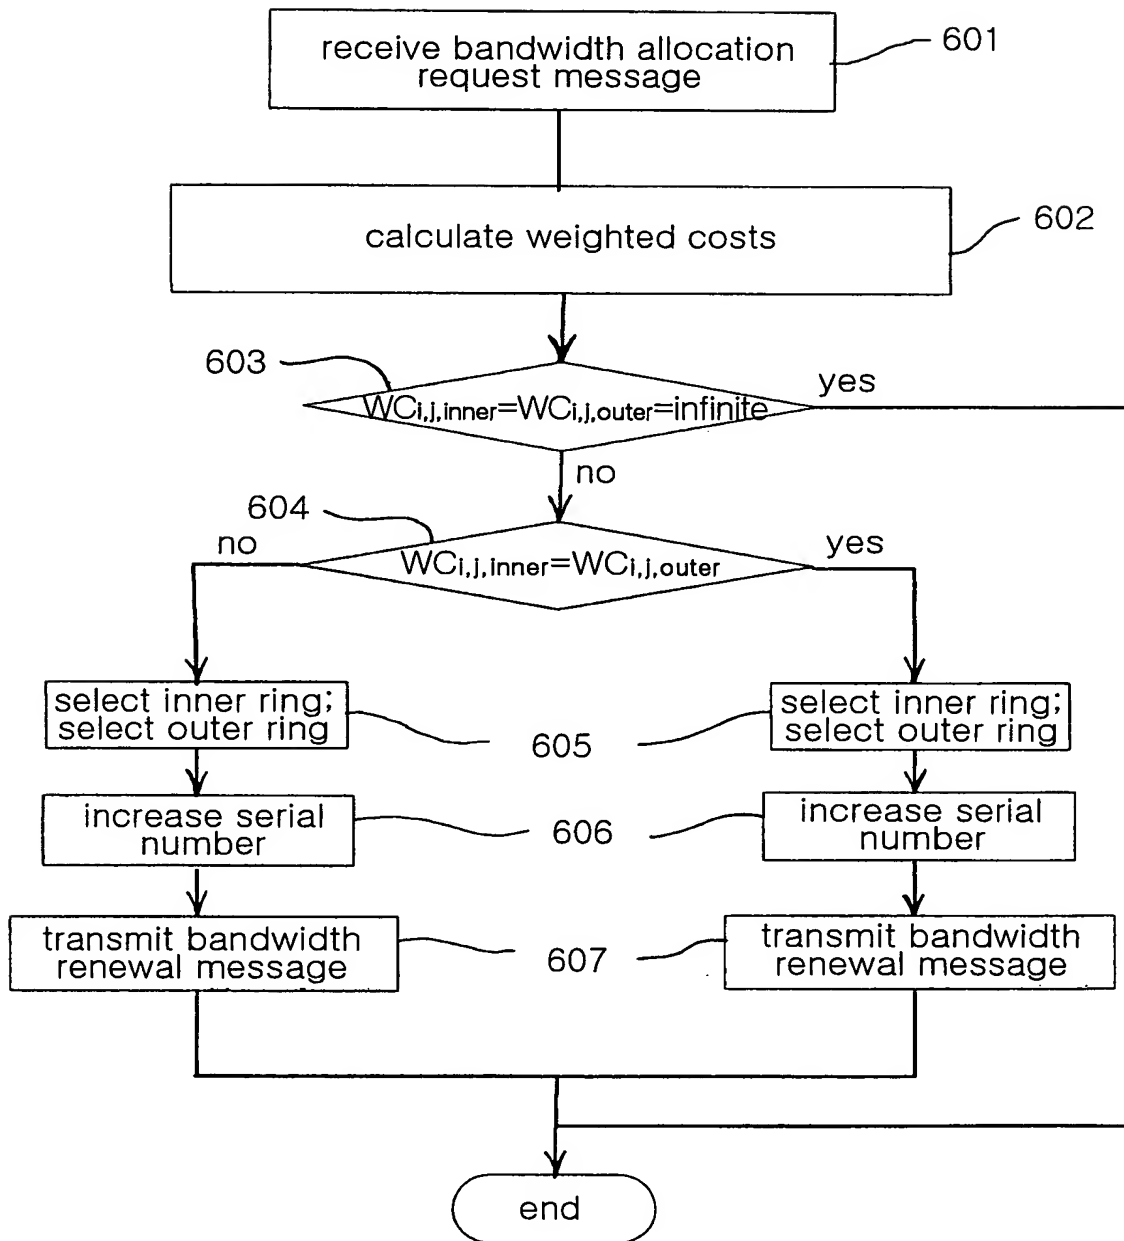 receive bandwidth allocation
request message
601
calculate weighted costs
602
603
WCi,j,inner=WCi,j,outer=infinite
yes
no
604
no
WCi,j,inner=WCi,j,outer
yes
select inner ring;
select outer ring
605
select inner ring;
select outer ring
increase serial
number
606
increase serial
number
transmit bandwidth
renewal message
607
transmit bandwidth
renewal message
end